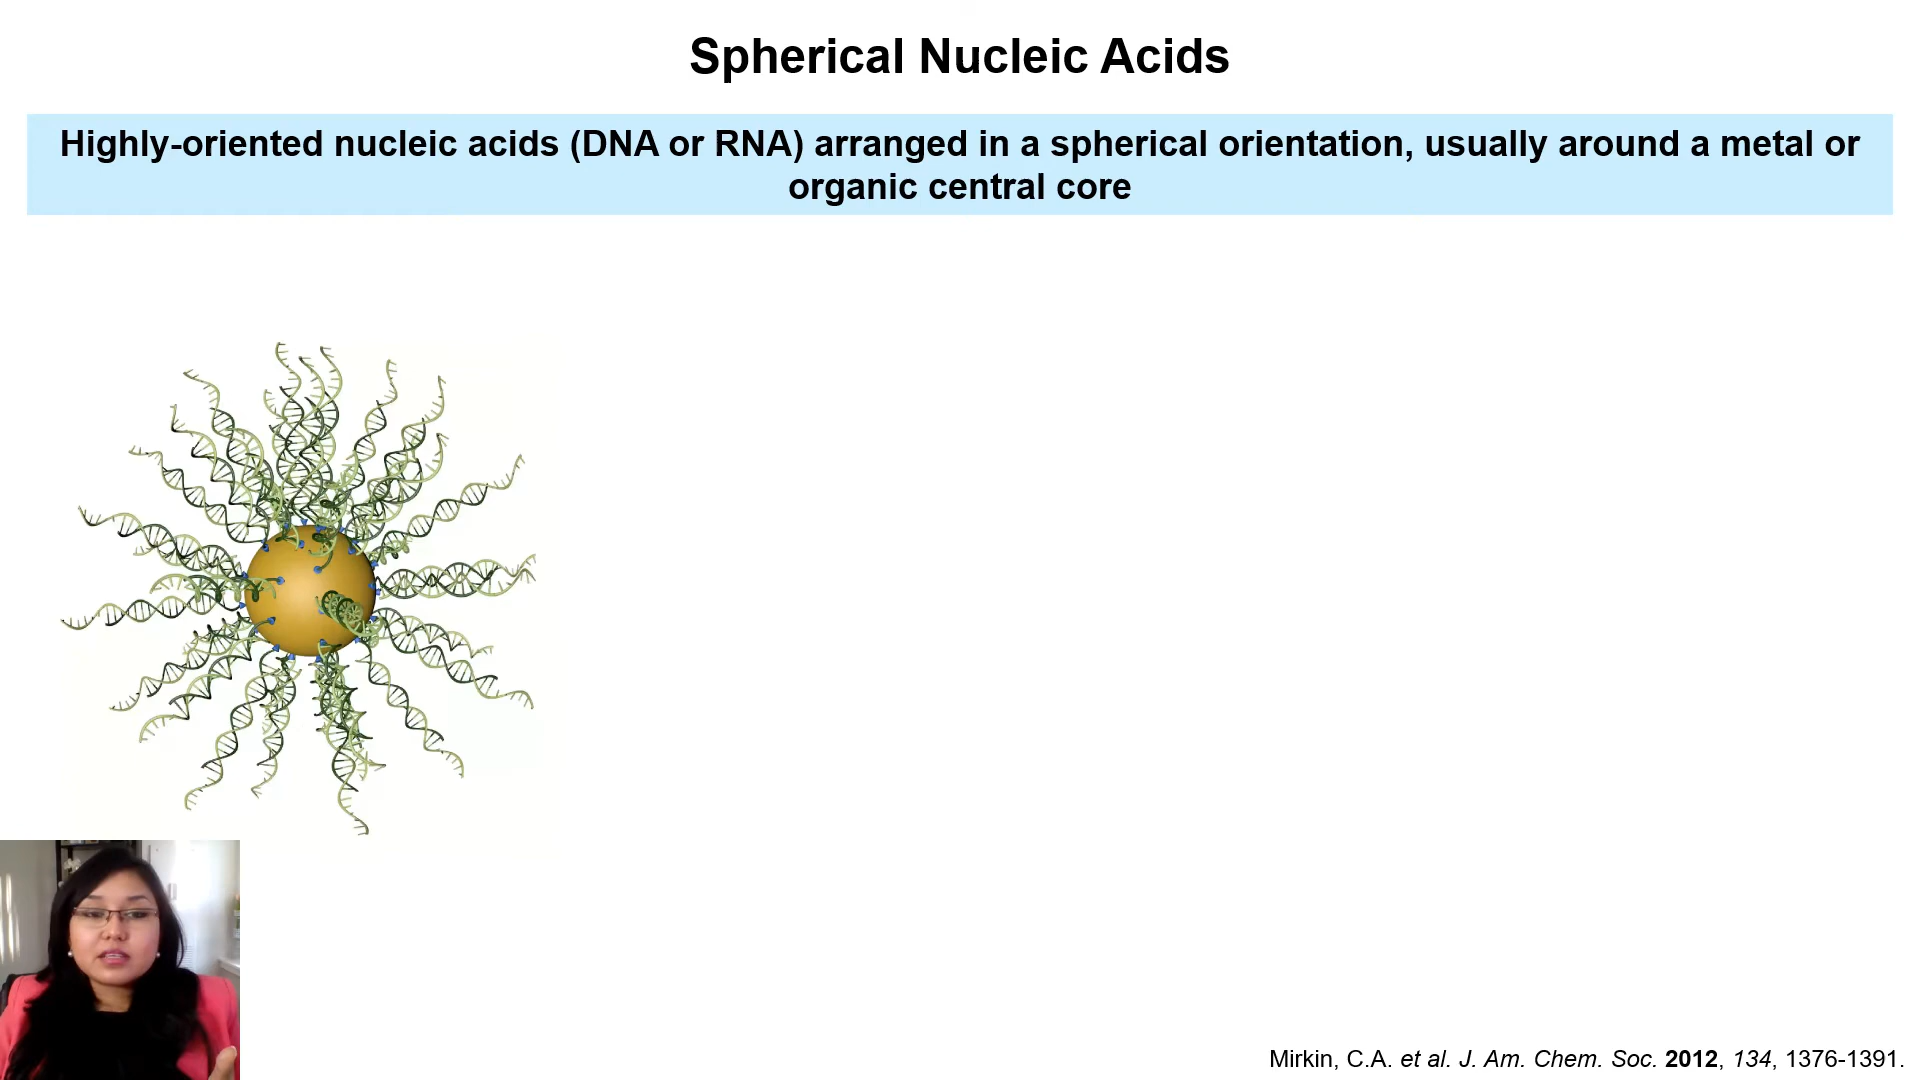 Spherical Nucleic Acids
Highly-oriented nucleic acids (DNA or RNA) arranged in a spherical orientation, usually around a metal or
organic central core
Mirkin, C.A. et al. J. Am. Chem. Soc. 2012, 134, 1376-1391.